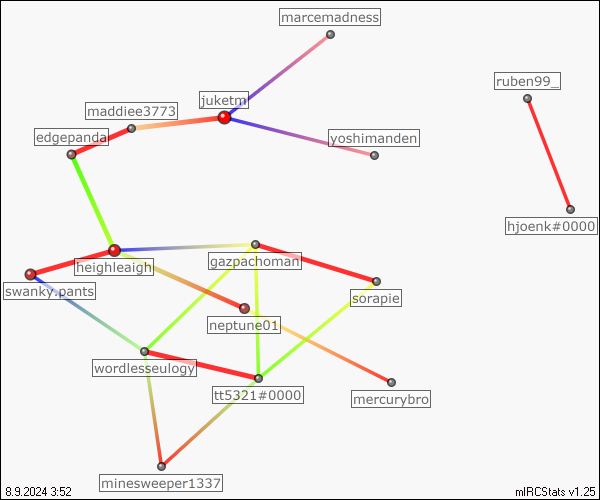 marcemadness
ruben99_
juketm
maddiee3773
edgepanda
yoshimanden
hjoenk#0000
gazpachoman
heighleaigh
swanky.pants
sorapie
neptune01
wordlesseulogy
tt5321#0000
mercurybro
minesweeper1337
8.9.2024 3:52
mIRCStats v1.25